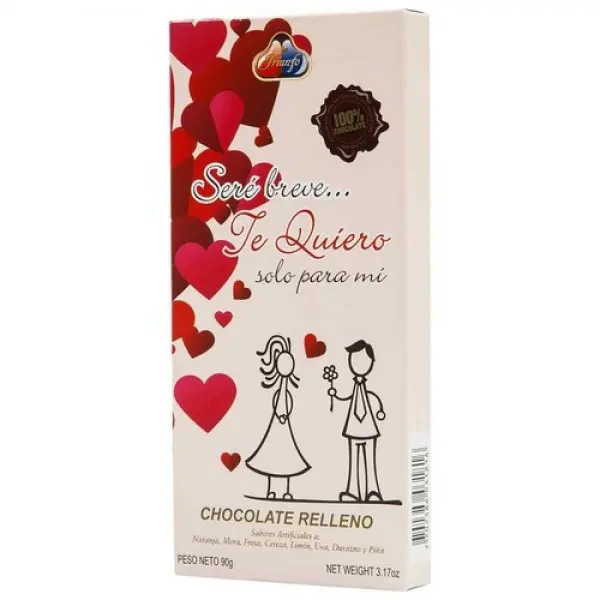 Triunfo
100%
CHOCOLATE
Seré breve...
Te Quiero
solo para mi
CHOCOLATE RELLENO
Sabores Artificiales a:
Naranja, Mora, Fresa, Cereza, Limón, Uva, Durazno y Piña
PESO NETO 90g
NET WEIGHT 3.17oz